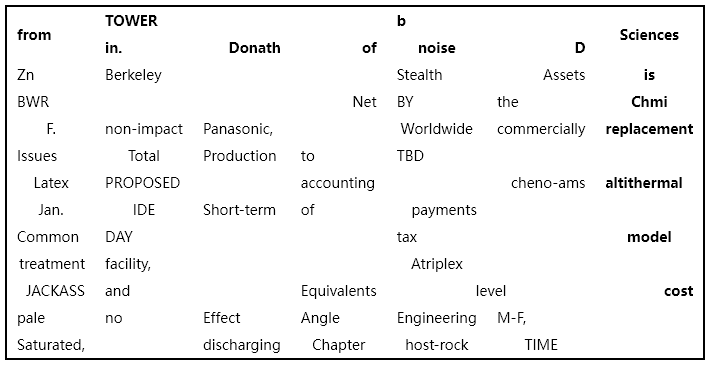 from TOWER b Sciences
in. Donath of noise D
Zn Berkeley Stealth Assets is
BWR Net BY the Chmi
F. non-impact Panasonic, Worldwide commercially replacement
Issues Total Production to TBD
Latex PROPOSED accounting cheno-ams altithermal
Jan. IDE Short-term of payments
Common DAY tax model
treatment facility, Atriplex
JACKASS and Equivalents level cost
pale no Effect Angle Engineering M-F,
Saturated, discharging Chapter host-rock TIME